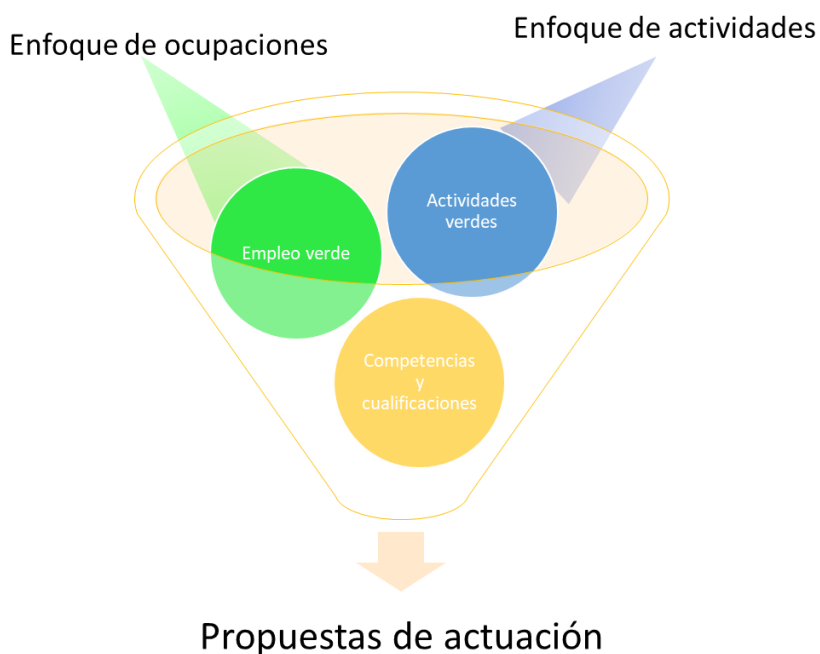 Enfoque de ocupaciones
Enfoque de actividades
Actividades
verdes
Empleo verde
Competencias
y
cualificaciones
Propuestas de actuación